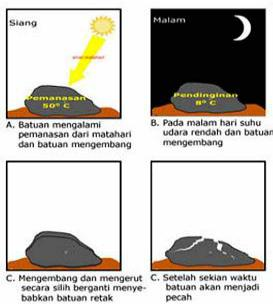 Siang
sinar matahari
Pemanasan
50° C
A. Batuan mengalami
pemanasan dari matahari
dan batuan mengembang
Malam
Pendinginan
8° C
B. Pada malam hari suhu
udara rendah dan batuan
mengembang
C. Mengembang dan mengerut
secara silih berganti menye-
babkan batuan retak
C. Setelah sekian waktu
batuan akan menjadi
pecah